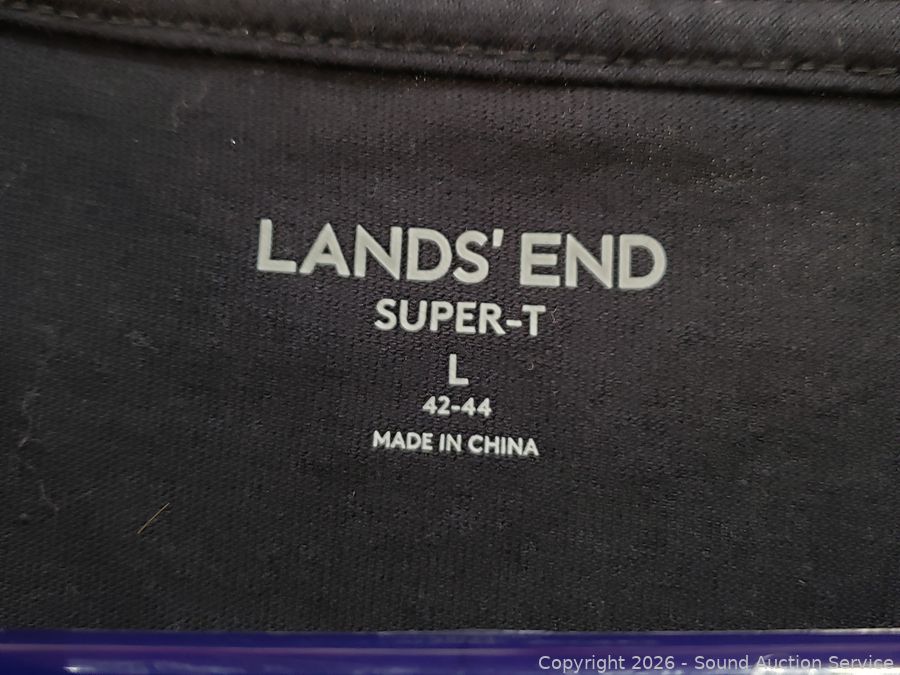 LANDS' END
SUPER-T
L
42-44
MADE IN CHINA
Copyright 2026 - Sound Auction Service